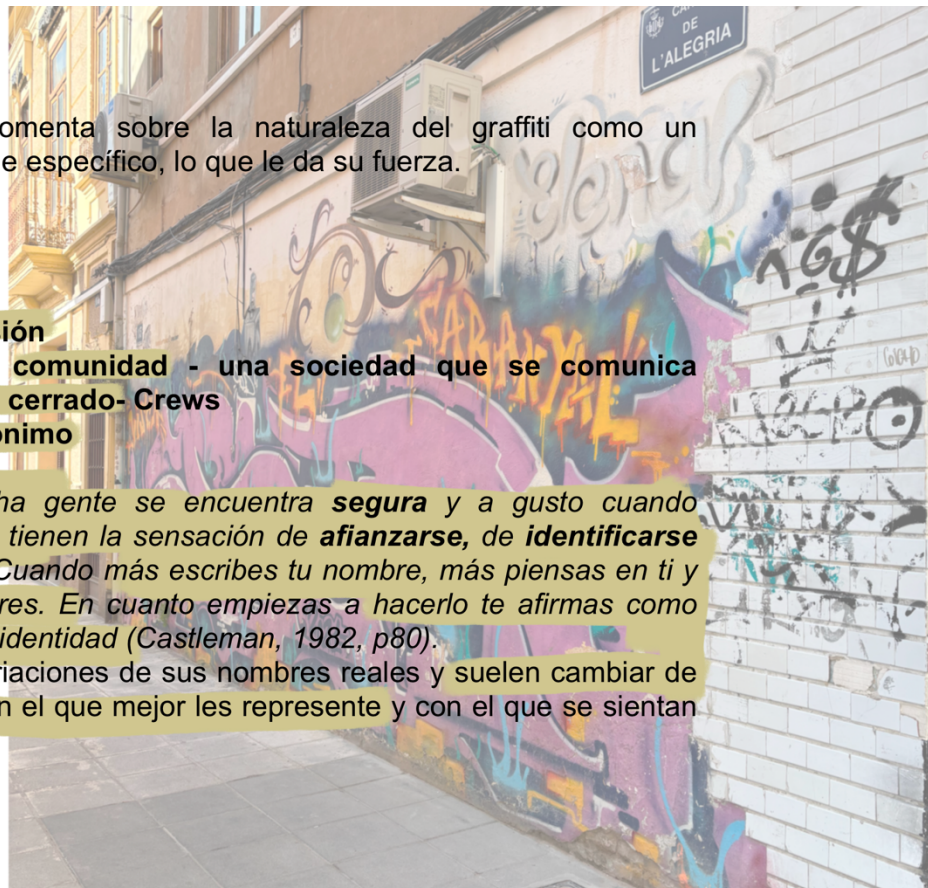 CA
DE
L'ALEGRIA
omenta sobre la naturaleza del graffiti como un
e específico, lo que le da su fuerza.
sión
comunidad - una sociedad que se comunica
cerrado- Crews
ónimo
ha gente se encuentra segura y a gusto cuando
tienen la sensación de afianzarse, de identificarse
Cuando más escribes tu nombre, más piensas en ti y
res. En cuanto empiezas a hacerlo te afirmas como
identidad (Castleman, 1982, p80).
riaciones de sus nombres reales y suelen cambiar de
n el que mejor les represente y con el que se sientan
EL CABANYAL